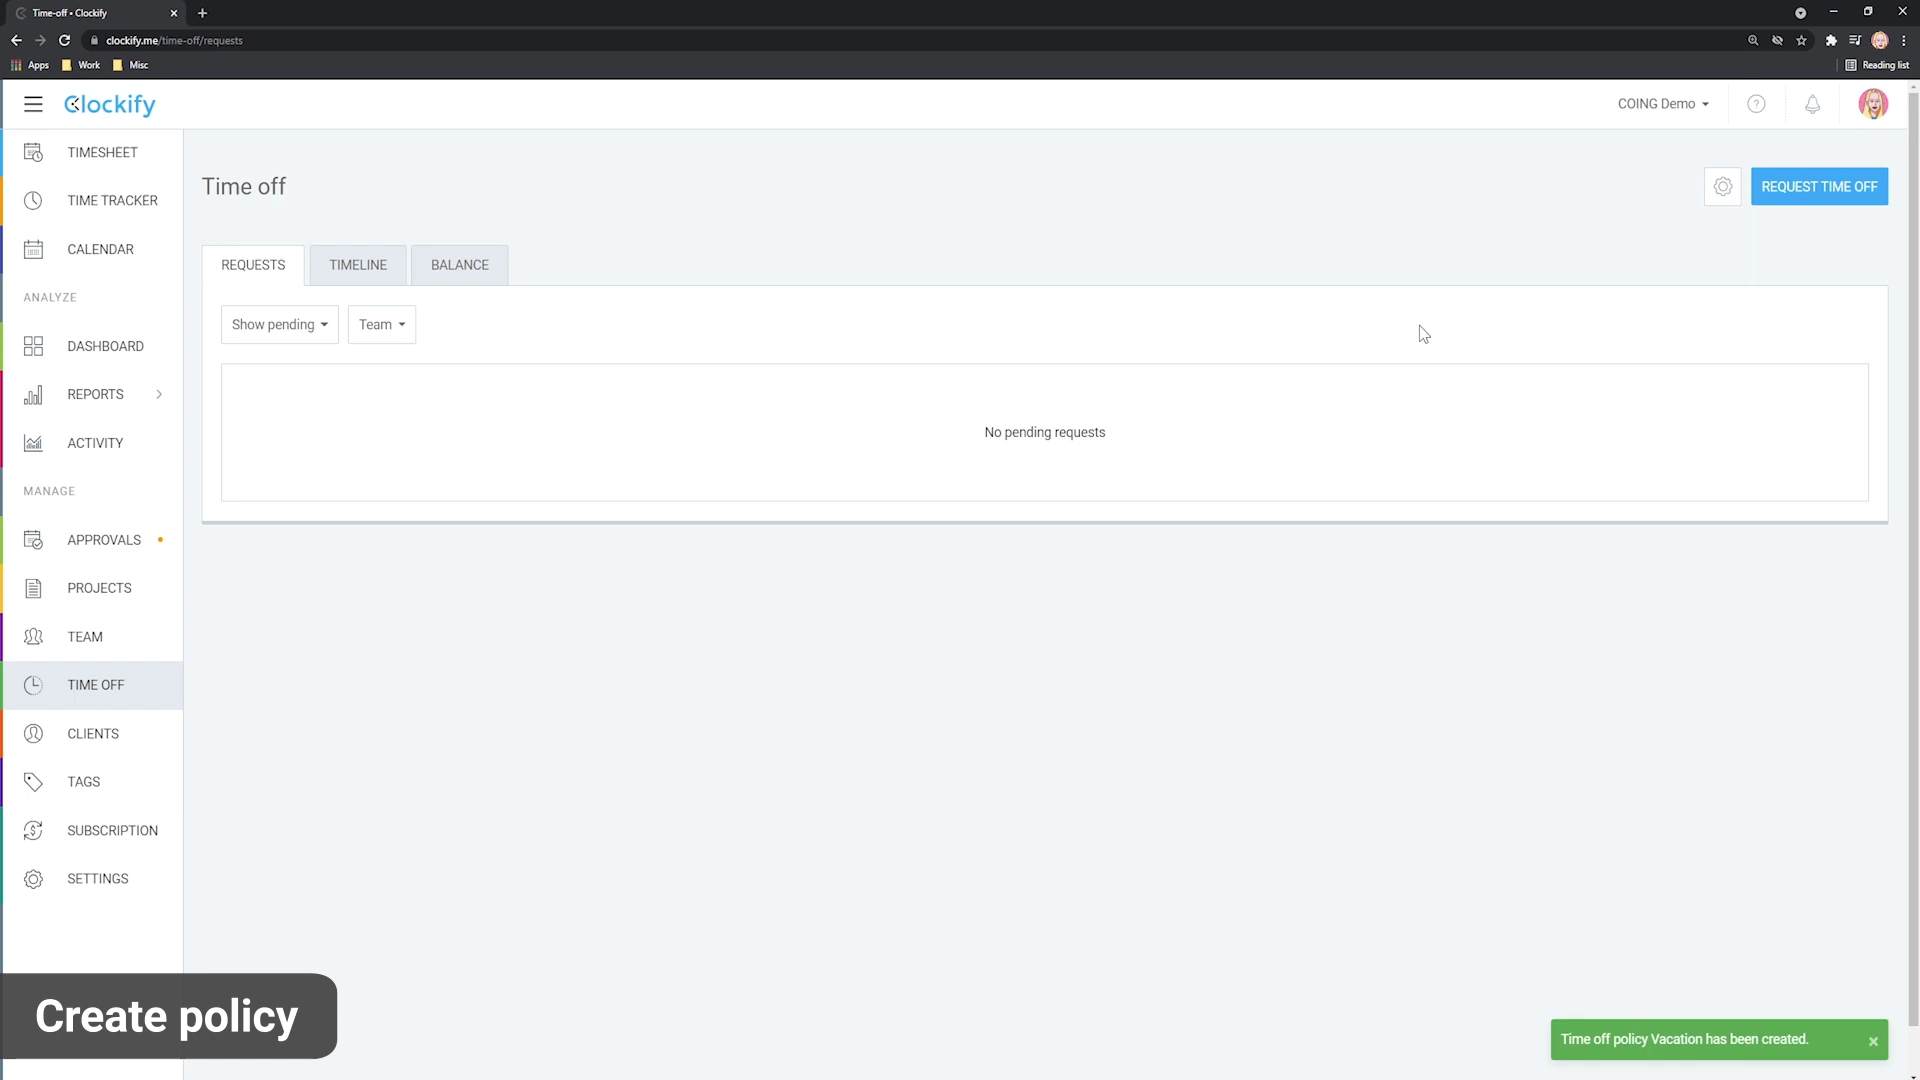 Time-off • Clockify
clockify.me/time-off/requests
Apps
Work
Misc
Reading list
Clockify
COING Demo
TIMESHEET
TIME TRACKER
CALENDAR
ANALYZE
DASHBOARD
REPORTS
ACTIVITY
MANAGE
APPROVALS
PROJECTS
TEAM
TIME OFF
CLIENTS
TAGS
SUBSCRIPTION
SETTINGS
Time off
REQUEST TIME OFF
REQUESTS
TIMELINE
BALANCE
Show pending
Team
No pending requests
Create policy
Time off policy Vacation has been created.